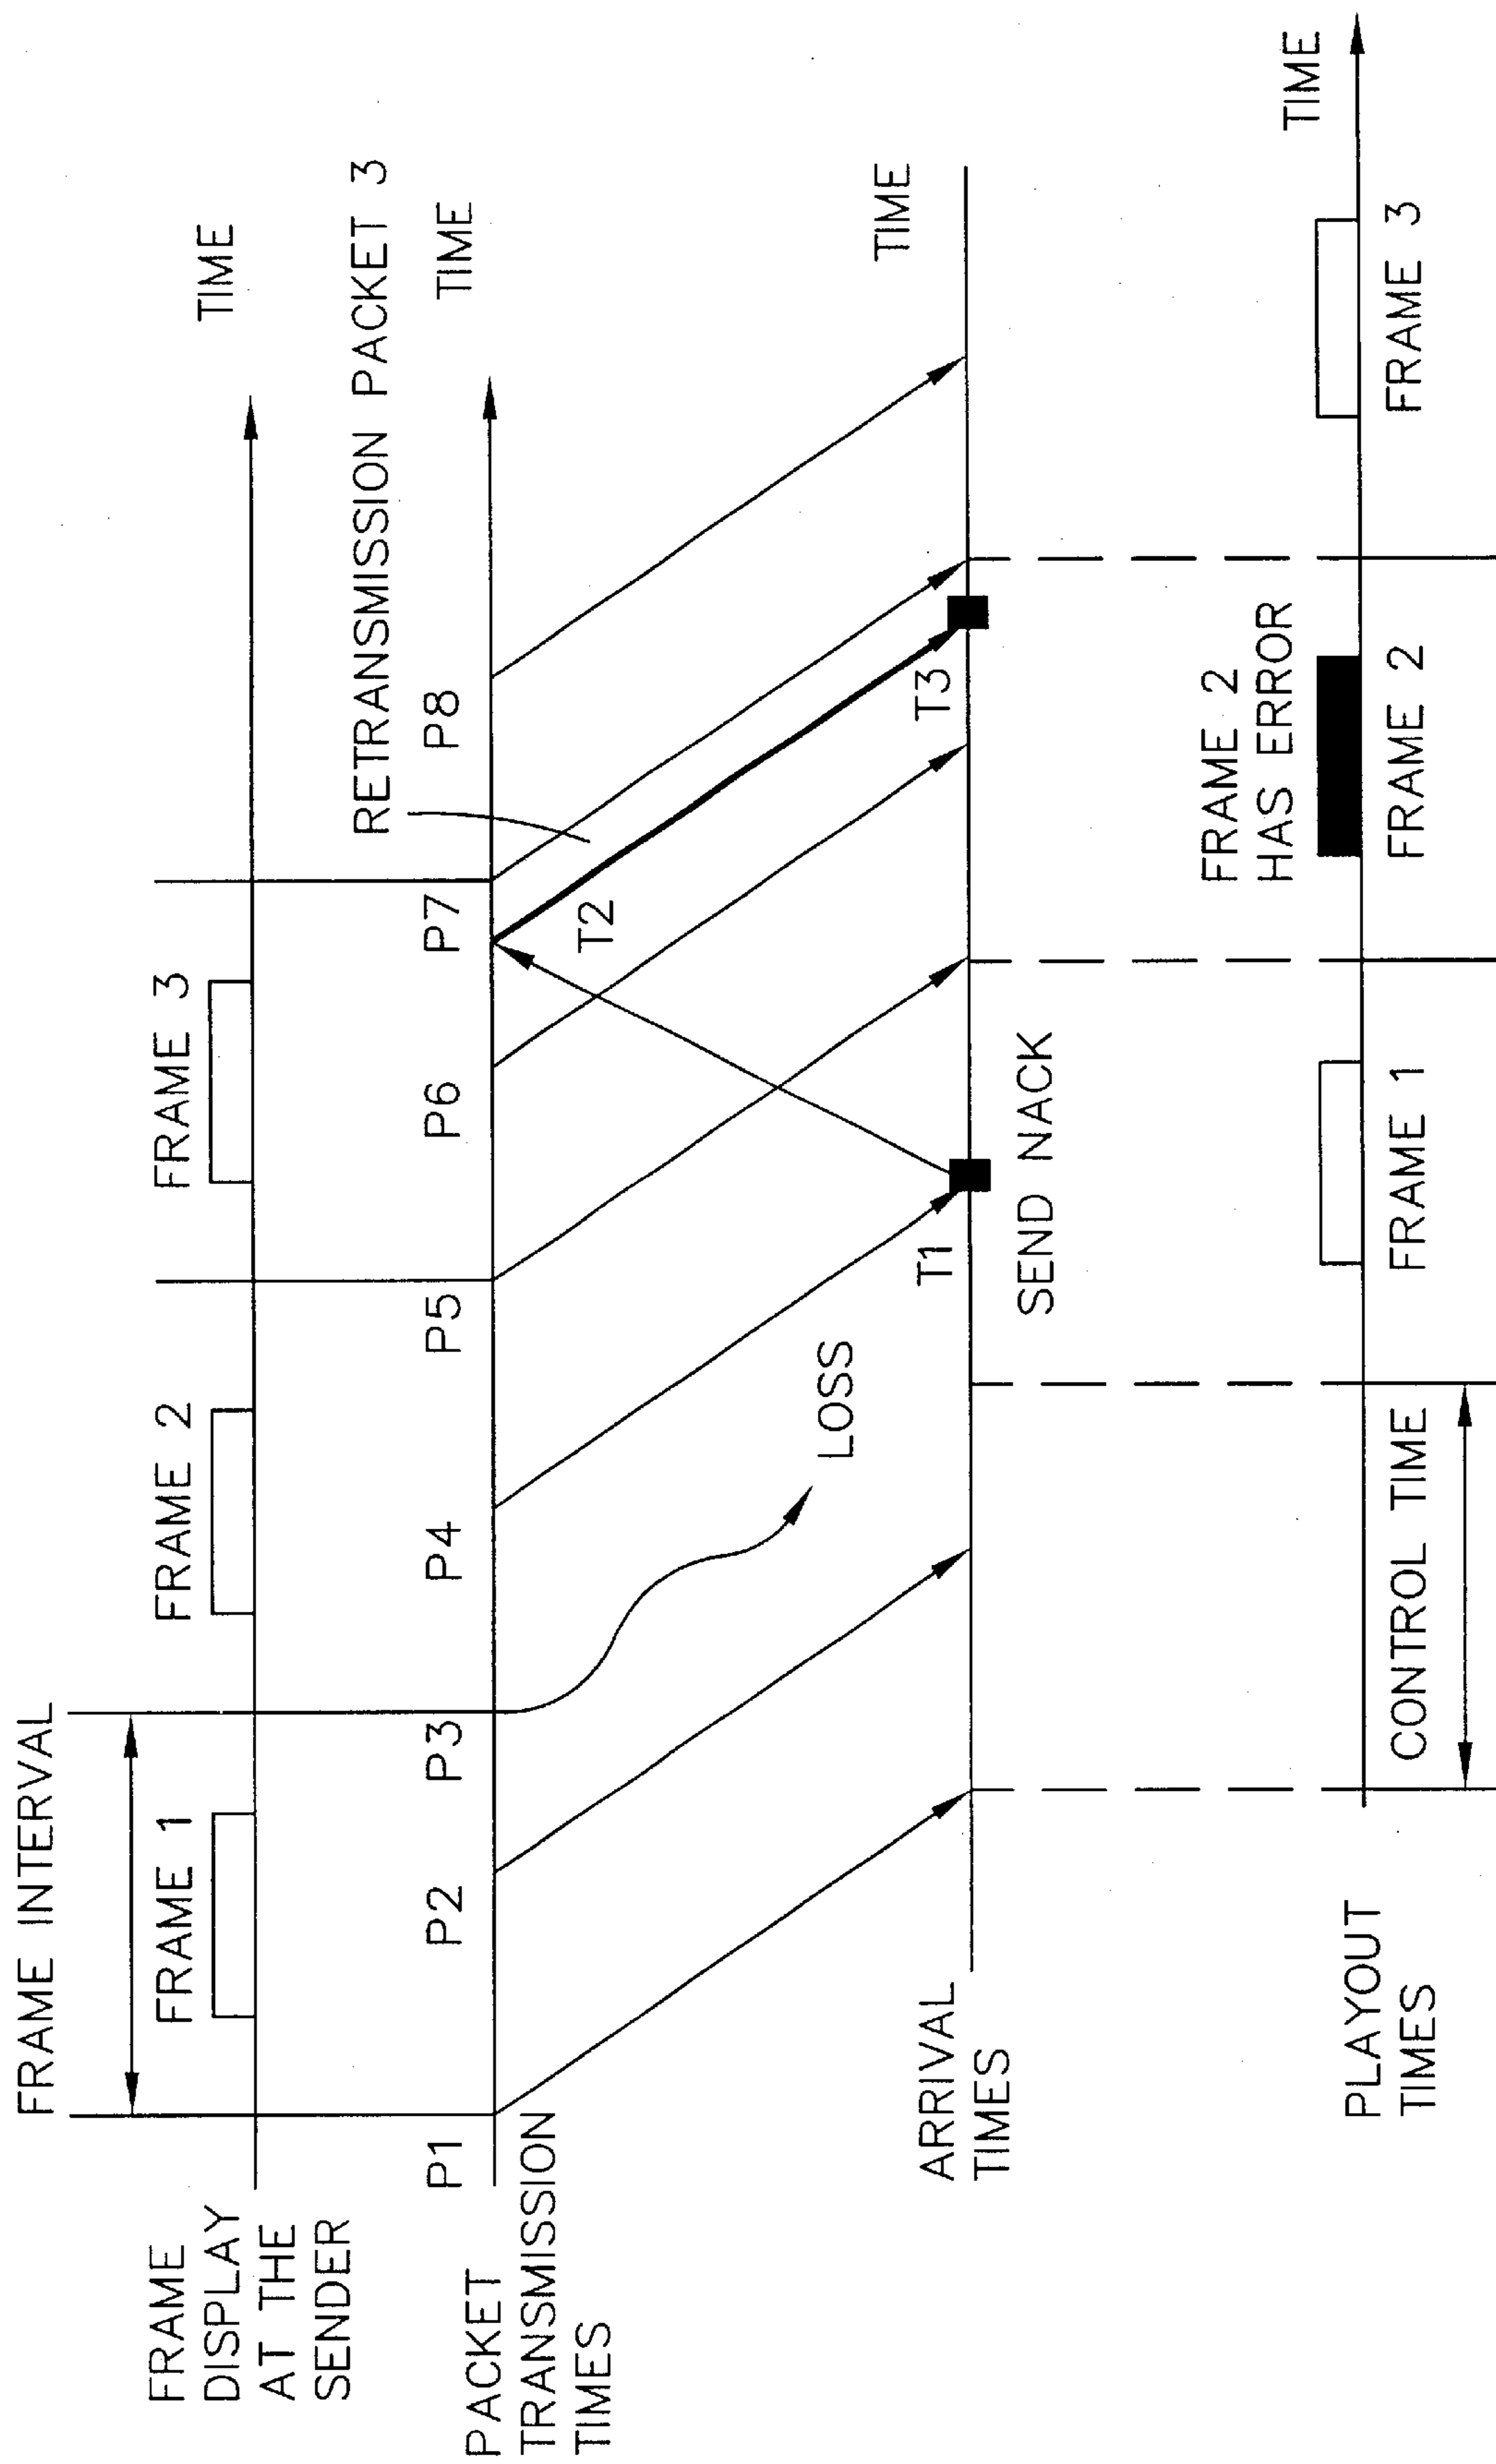 FRAME INTERVAL
FRAME 1
FRAME 2
FRAME 3
TIME
FRAME
DISPLAY
AT THE
SENDER
RETRANSMISSION PACKET 3
P1
P2
P3
P4
P5
P6
P7
P8
TIME
PACKET
TRANSMISSION
TIMES
T2
LOSS
T1
T3
TIME
ARRIVAL
TIMES
SEND NACK
FRAME 2
HAS ERROR
TIME
PLAYOUT
TIMES
CONTROL TIME
FRAME 1
FRAME 2
FRAME 3